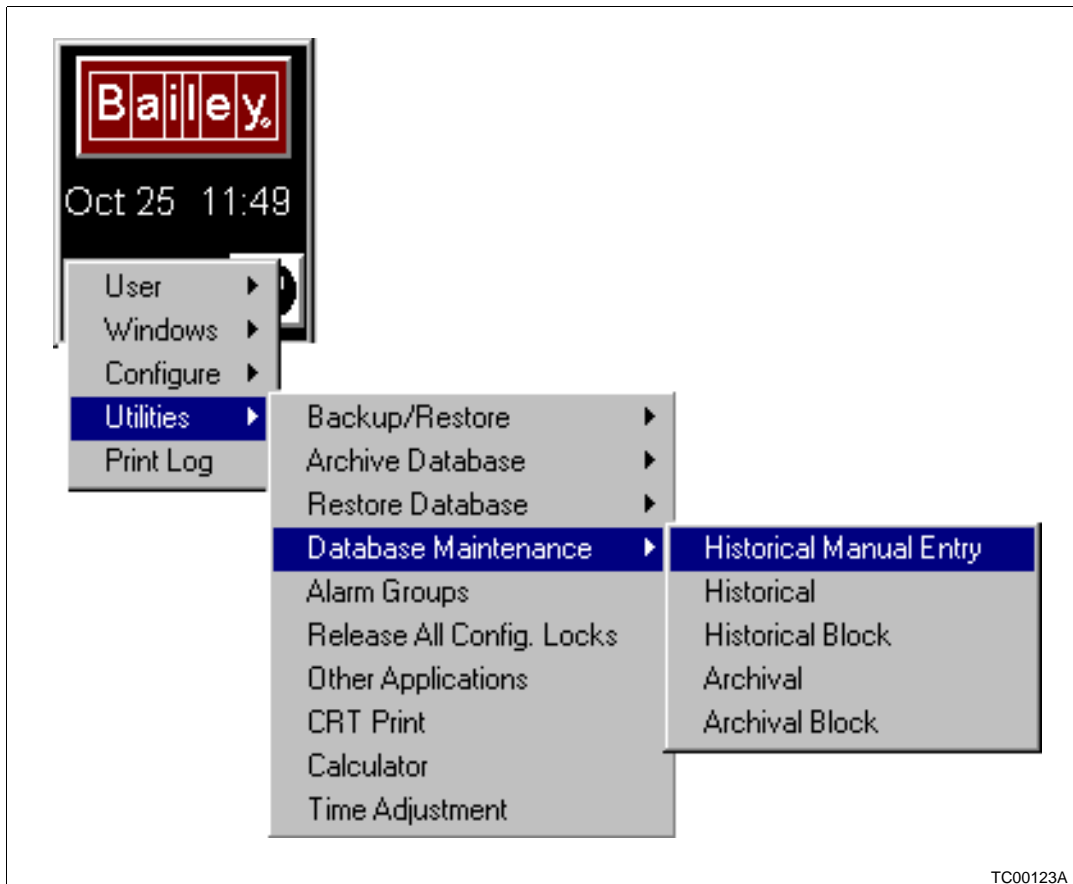 Bailey®
Oct 25 11:49
User
Windows
Configure
Utilities
Print Log
Backup/Restore
Archive Database
Restore Database
Database Maintenance
Alarm Groups
Release All Config. Locks
Other Applications
CRT Print
Calculator
Time Adjustment
Historical Manual Entry
Historical
Historical Block
Archival
Archival Block
TC00123A